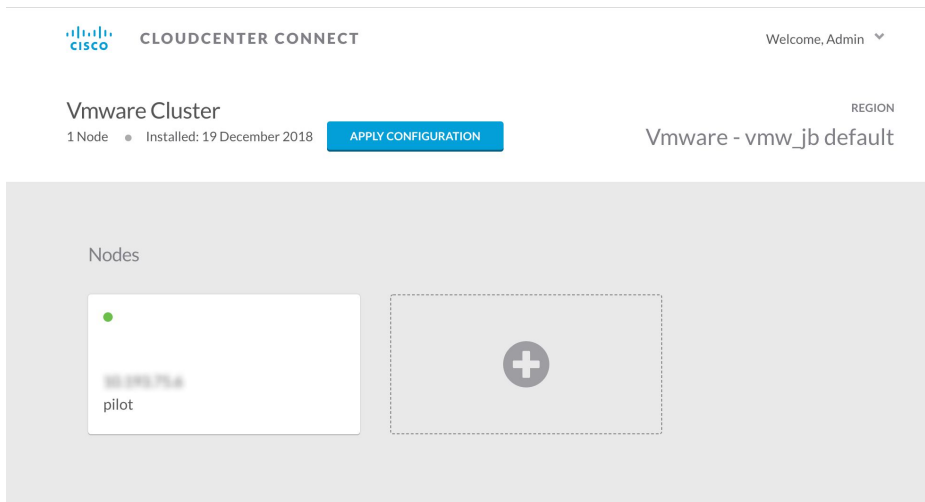 CISCO
CLOUDCENTER CONNECT
Welcome, Admin
Vmware Cluster
1 Node • Installed: 19 December 2018
APPLY CONFIGURATION
REGION
Vmware - vmw_jb default
Nodes
pilot